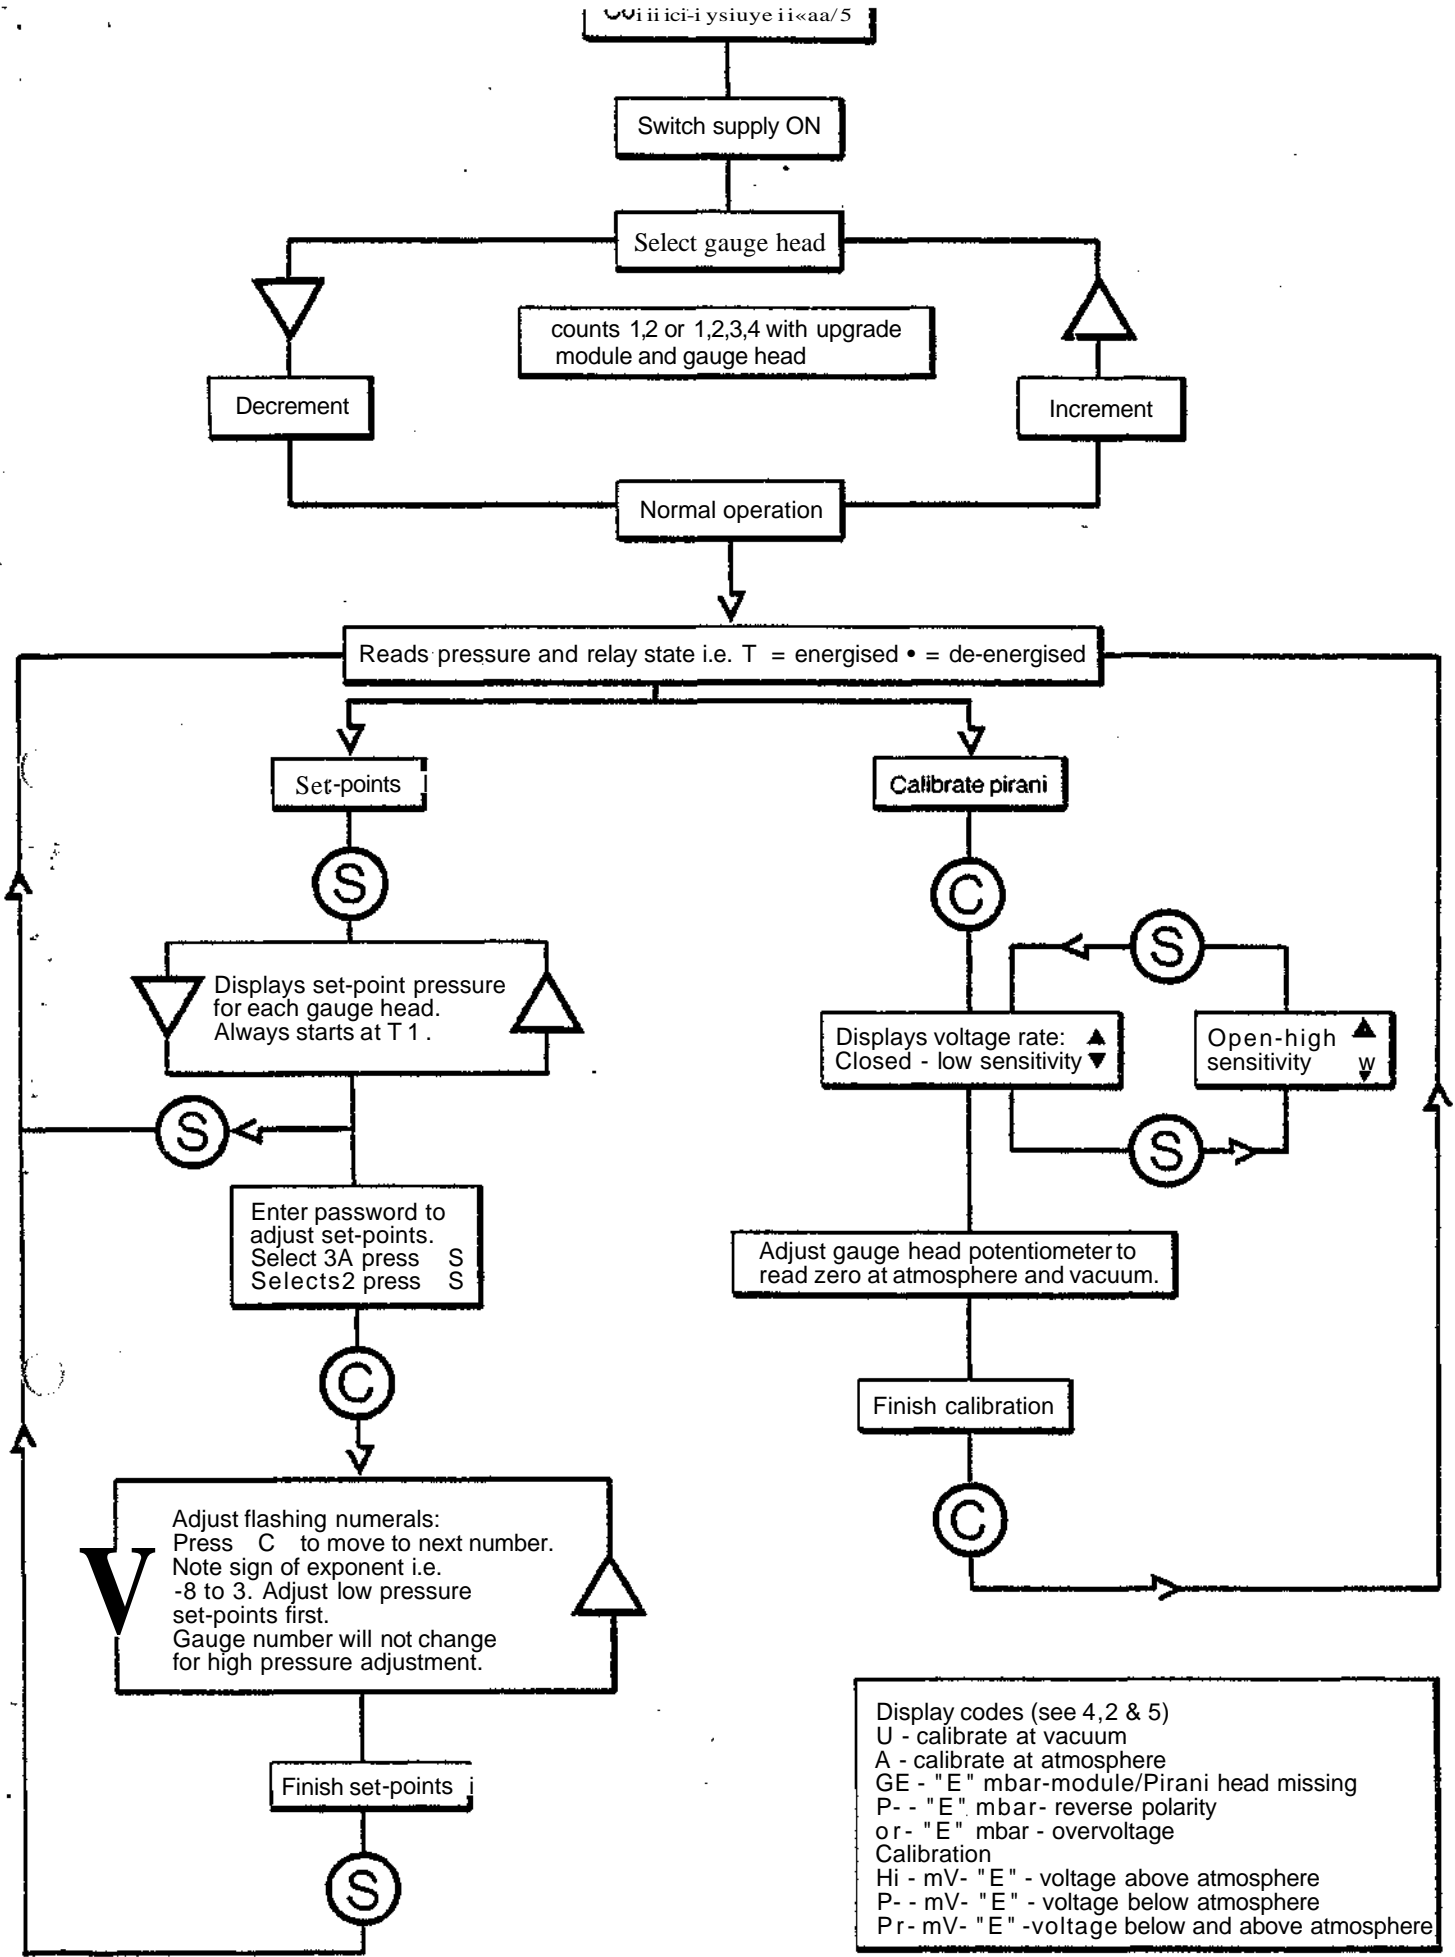 Switch supply ON
Select gauge head
counts 1,2 or 1,2,3,4 with upgrade
module and gauge head
Decrement
Increment
Normal operation
Reads pressure and relay state i.e. T = energised • = de-energised
Set-points
Calibrate pirani
S
C
S
Displays set-point pressure
for each gauge head.
Always starts at T 1.
Displays voltage rate: ▲
Closed - low sensitivity ▼
Open-high ▲
sensitivity w
S
S
Enter password to
adjust set-points.
Select 3A press S
Selects2 press S
Adjust gauge head potentiometer to
read zero at atmosphere and vacuum.
C
Finish calibration
C
Adjust flashing numerals:
Press C to move to next number.
Note sign of exponent i.e.
-8 to 3. Adjust low pressure
set-points first.
Gauge number will not change
for high pressure adjustment.
V
Finish set-points
S
Display codes (see 4,2 & 5)
U - calibrate at vacuum
A - calibrate at atmosphere
GE - "E" mbar-module/Pirani head missing
P- - "E" mbar- reverse polarity
or- "E" mbar - overvoltage
Calibration
Hi - mV- "E" - voltage above atmosphere
P- - mV- "E" - voltage below atmosphere
Pr- mV- "E" -voltage below and above atmosphere